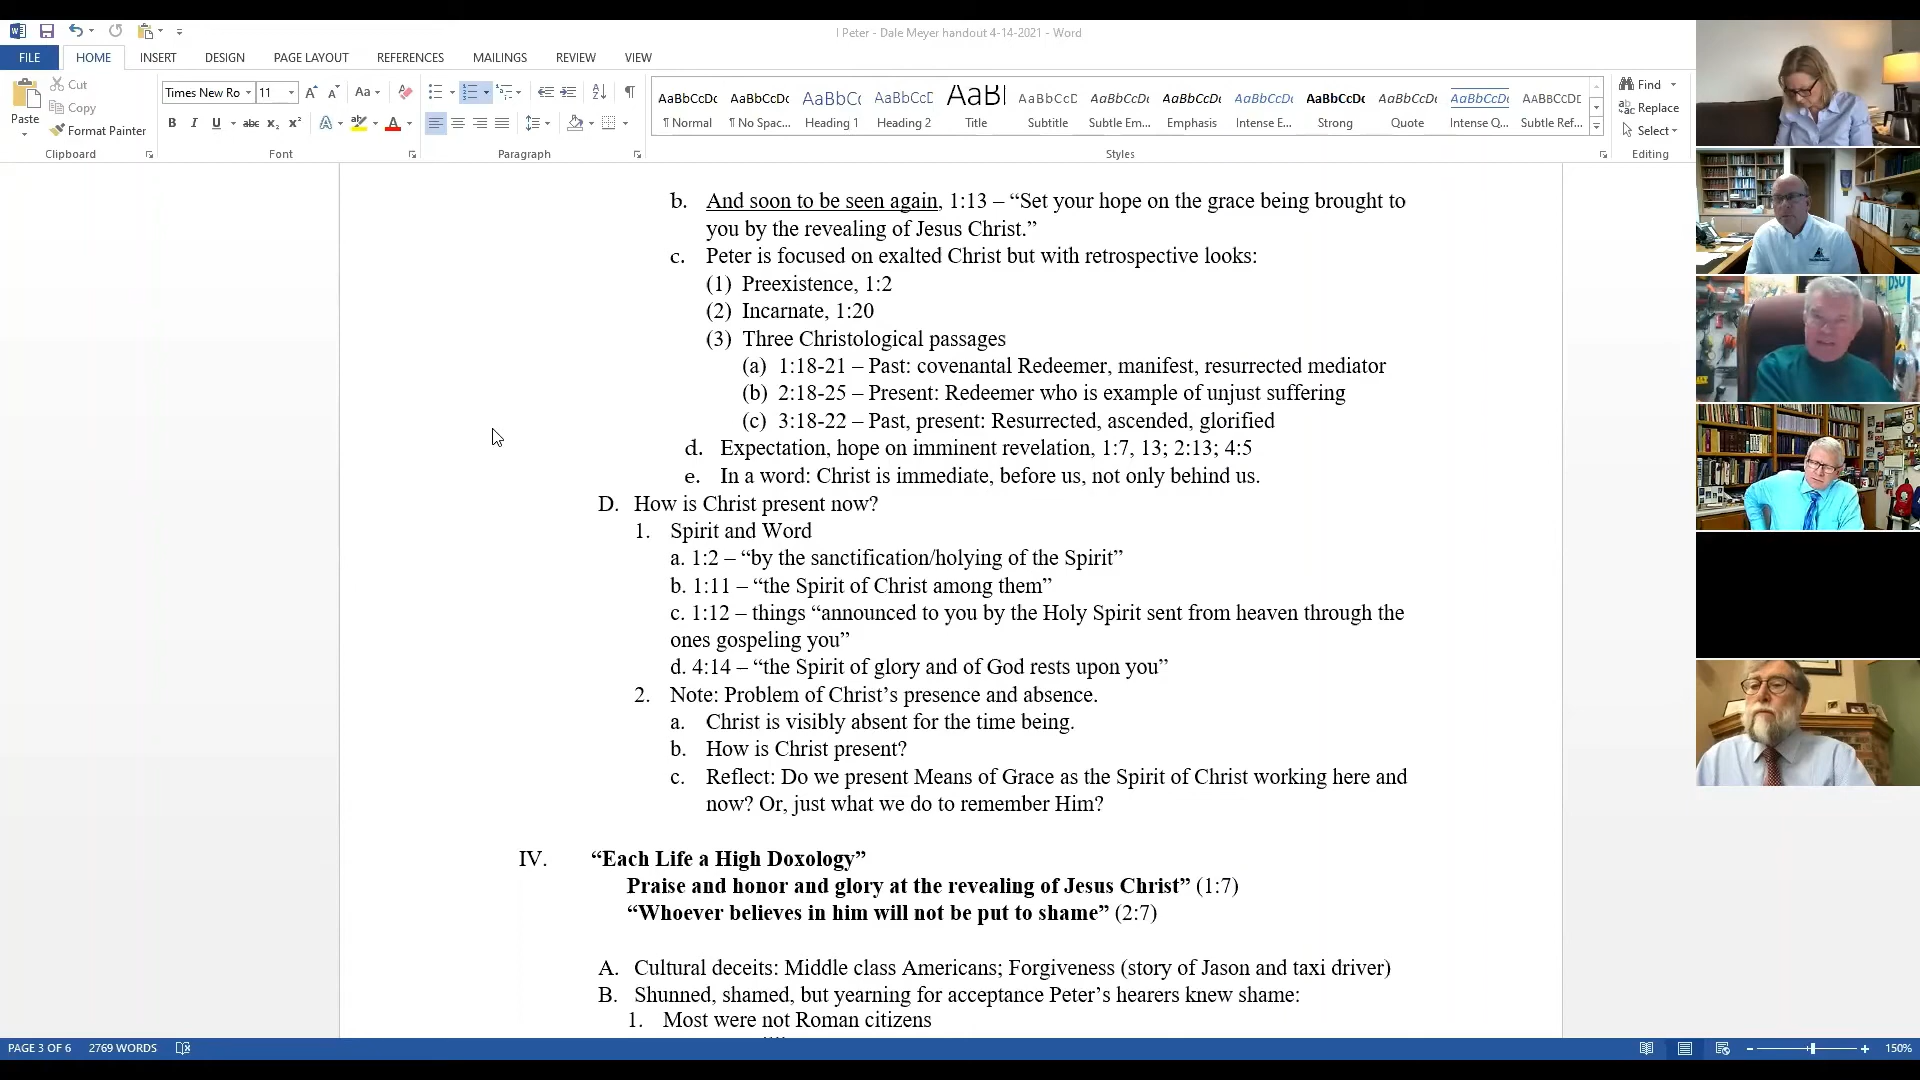 I Peter - Dale Meyer handout 4-14-2021 - Word
FILE HOME INSERT DESIGN PAGE LAYOUT REFERENCES MAILINGS REVIEW VIEW
Paste
Cut
Copy
Format Painter
Clipboard
Times New Ro 11
Aa
B I U abc x₂ x²
A ab A
Font
Paragraph
AaBbCcDc AaBbCcDc AaBbCc AaBbCcD AaBl AaBbCcD AaBbCcDi AaBbCcDi AaBbCcDi AaBbCcDc AaBbCcDi AaBbCcDi AaBbCcDi
¶ Normal ¶ No Spac... Heading 1 Heading 2 Title Subtitle Subtle Em... Emphasis Intense E... Strong Quote Intense Q... Subtle Ref...
Styles
Find
Replace
Select
Editing
b. And soon to be seen again, 1:13 – “Set your hope on the grace being brought to
you by the revealing of Jesus Christ.”
c. Peter is focused on exalted Christ but with retrospective looks:
(1) Preexistence, 1:2
(2) Incarnate, 1:20
(3) Three Christological passages
(a) 1:18-21 – Past: covenantal Redeemer, manifest, resurrected mediator
(b) 2:18-25 – Present: Redeemer who is example of unjust suffering
(c) 3:18-22 – Past, present: Resurrected, ascended, glorified
d. Expectation, hope on imminent revelation, 1:7, 13; 2:13; 4:5
e. In a word: Christ is immediate, before us, not only behind us.
D. How is Christ present now?
1. Spirit and Word
a. 1:2 – “by the sanctification/holying of the Spirit”
b. 1:11 – “the Spirit of Christ among them”
c. 1:12 – things “announced to you by the Holy Spirit sent from heaven through the
ones gospeling you”
d. 4:14 – “the Spirit of glory and of God rests upon you”
2. Note: Problem of Christ’s presence and absence.
a. Christ is visibly absent for the time being.
b. How is Christ present?
c. Reflect: Do we present Means of Grace as the Spirit of Christ working here and
now? Or, just what we do to remember Him?
IV. “Each Life a High Doxology”
Praise and honor and glory at the revealing of Jesus Christ” (1:7)
“Whoever believes in him will not be put to shame” (2:7)
A. Cultural deceits: Middle class Americans; Forgiveness (story of Jason and taxi driver)
B. Shunned, shamed, but yearning for acceptance Peter’s hearers knew shame:
1. Most were not Roman citizens
PAGE 3 OF 6 2769 WORDS
150%